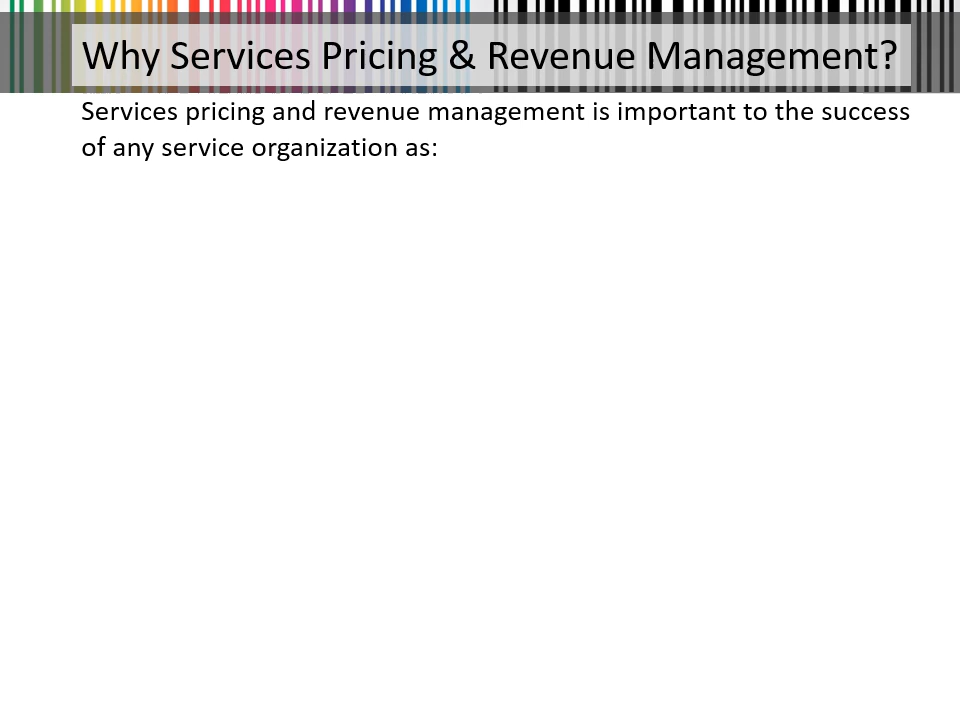 Why Services Pricing & Revenue Management?
Services pricing and revenue management is important to the success
of any service organization as: